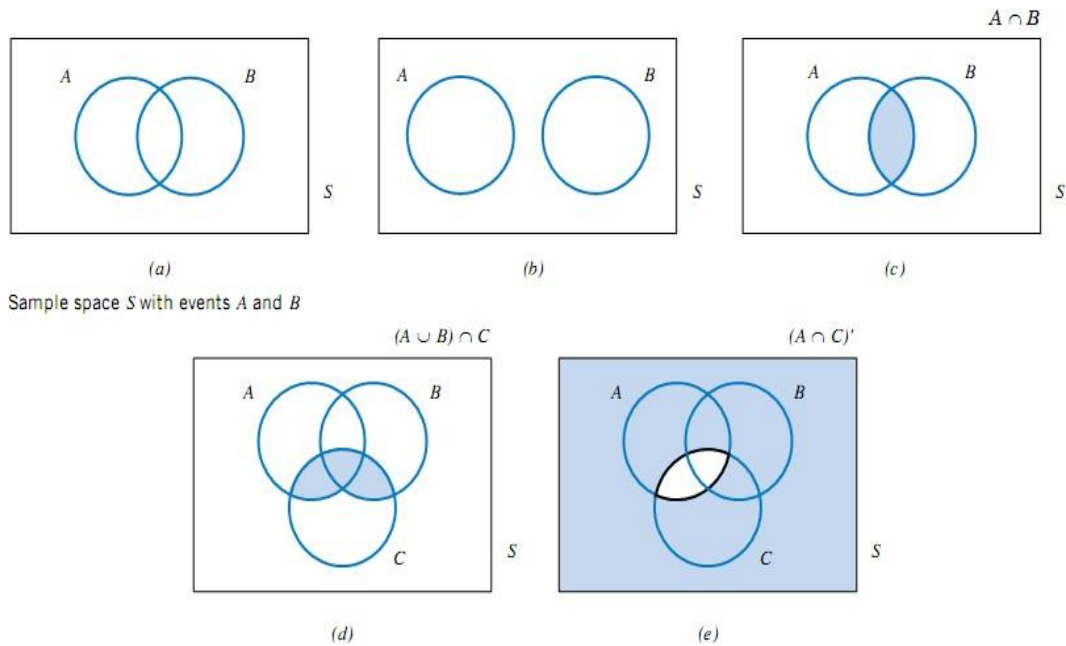 A ∩ B
A B A B A B
S S S
(a) (b) (c)
Sample space S with events A and B
(A ∪ B) ∩ C (A ∩ C)'
A B A B
C S C S
(d) (e)